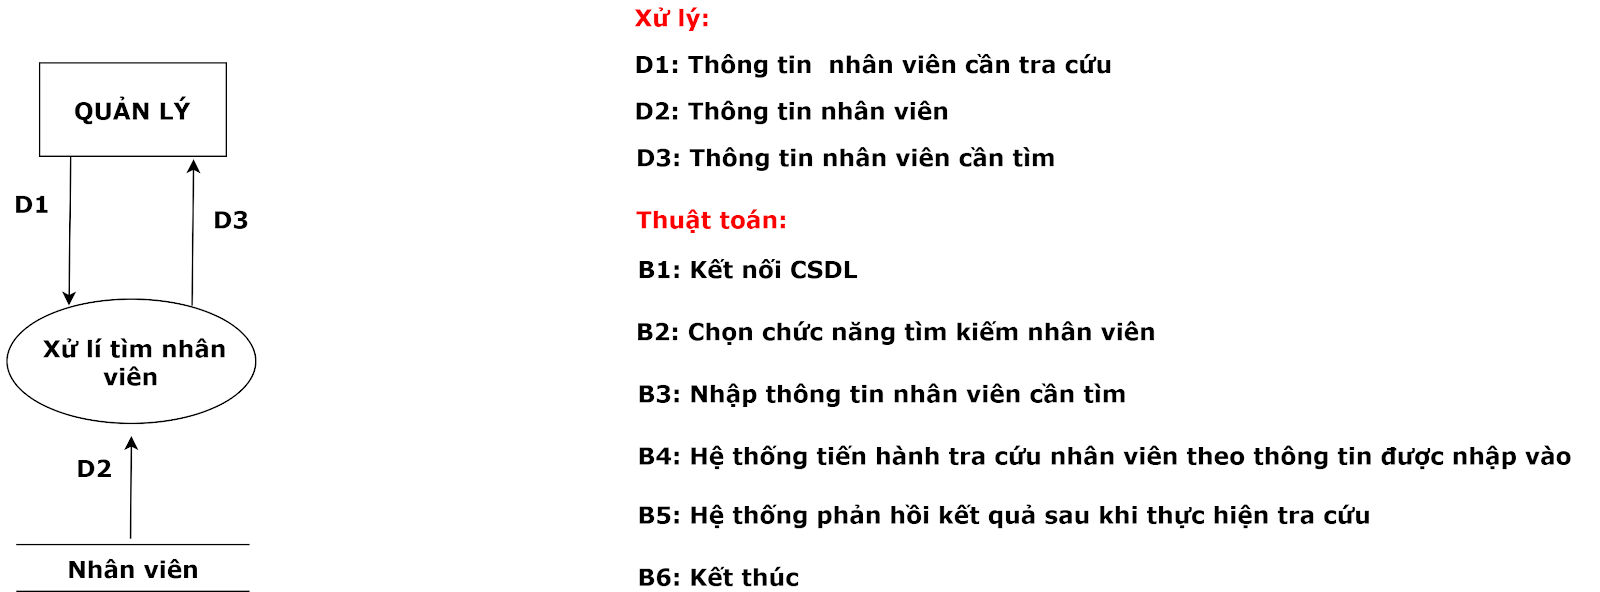 QUẢN LÝ
D1
D3
Xử lí tìm nhân
viên
D2
Nhân viên
Xử lý:
D1: Thông tin  nhân viên cần tra cứu
D2: Thông tin nhân viên
D3: Thông tin nhân viên cần tìm
Thuật toán:
B1: Kết nối CSDL
B2: Chọn chức năng tìm kiếm nhân viên
B3: Nhập thông tin nhân viên cần tìm
B4: Hệ thống tiến hành tra cứu nhân viên theo thông tin được nhập vào
B5: Hệ thống phản hồi kết quả sau khi thực hiện tra cứu
B6: Kết thúc